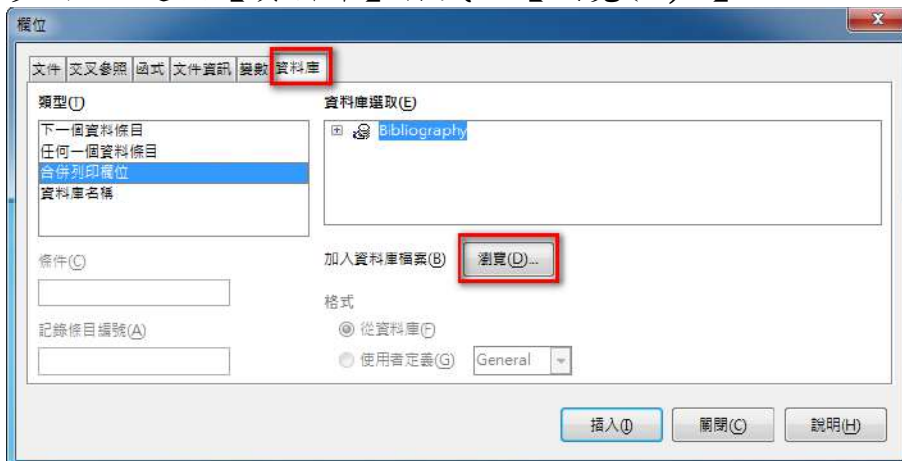 欄位
文件 交叉參照 函式 文件資訊 變數 資料庫
類型(T)
下一個資料條目
任何一個資料條目
合併列印欄位
資料庫名稱
條件(C)
記錄條目編號(A)
資料庫選取(E)
Bibliography
加入資料庫檔案(B) 瀏覽(D)...
格式
從資料庫(F)
使用者定義(G) General
插入(I) 關閉(C) 說明(H)